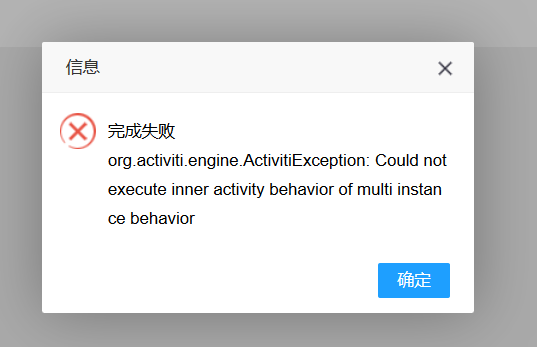 信息
完成失败
org.activiti.engine.ActivitiException: Could not
execute inner activity behavior of multi instan
ce behavior
确定